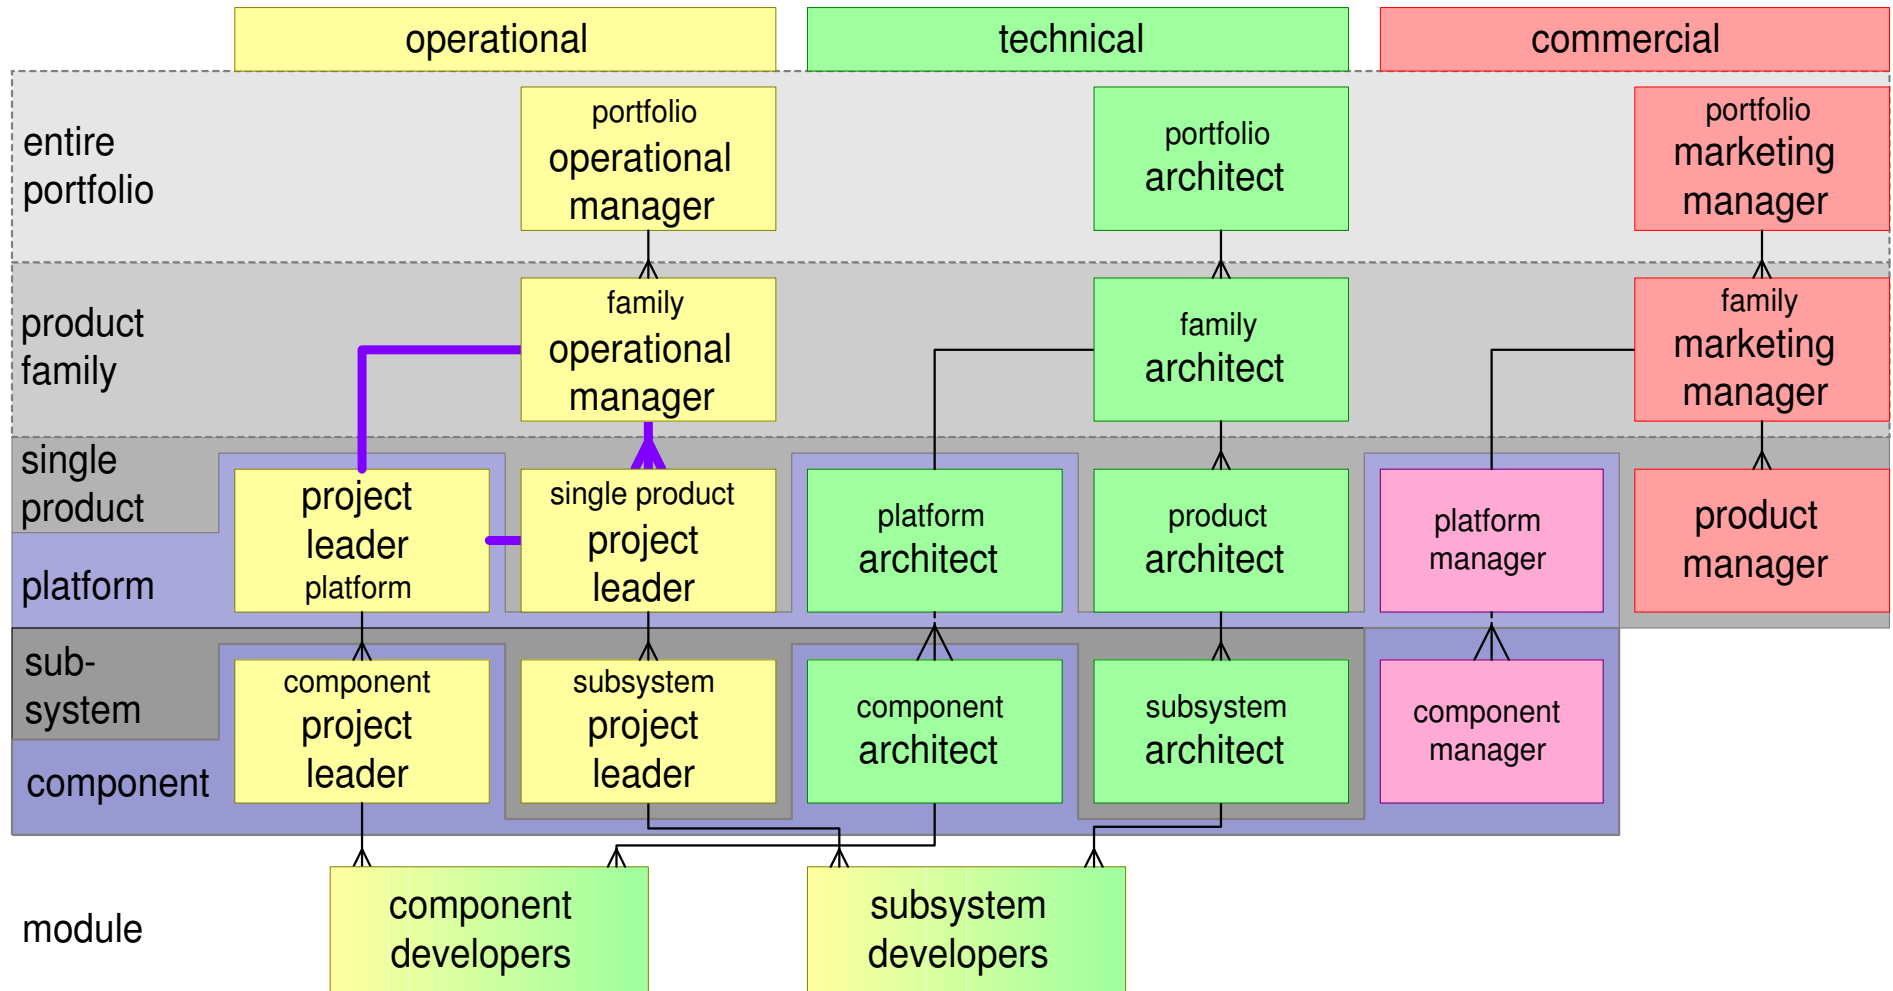 operational
technical
commercial
entire
portfolio
portfolio
operational
manager
portfolio
architect
portfolio
marketing
manager
product
family
family
operational
manager
family
architect
family
marketing
manager
single
product
platform
project
leader
platform
single product
project
leader
platform
architect
product
architect
platform
manager
product
manager
sub-
system
component
component
project
leader
subsystem
project
leader
component
architect
subsystem
architect
component
manager
module
component
developers
subsystem
developers